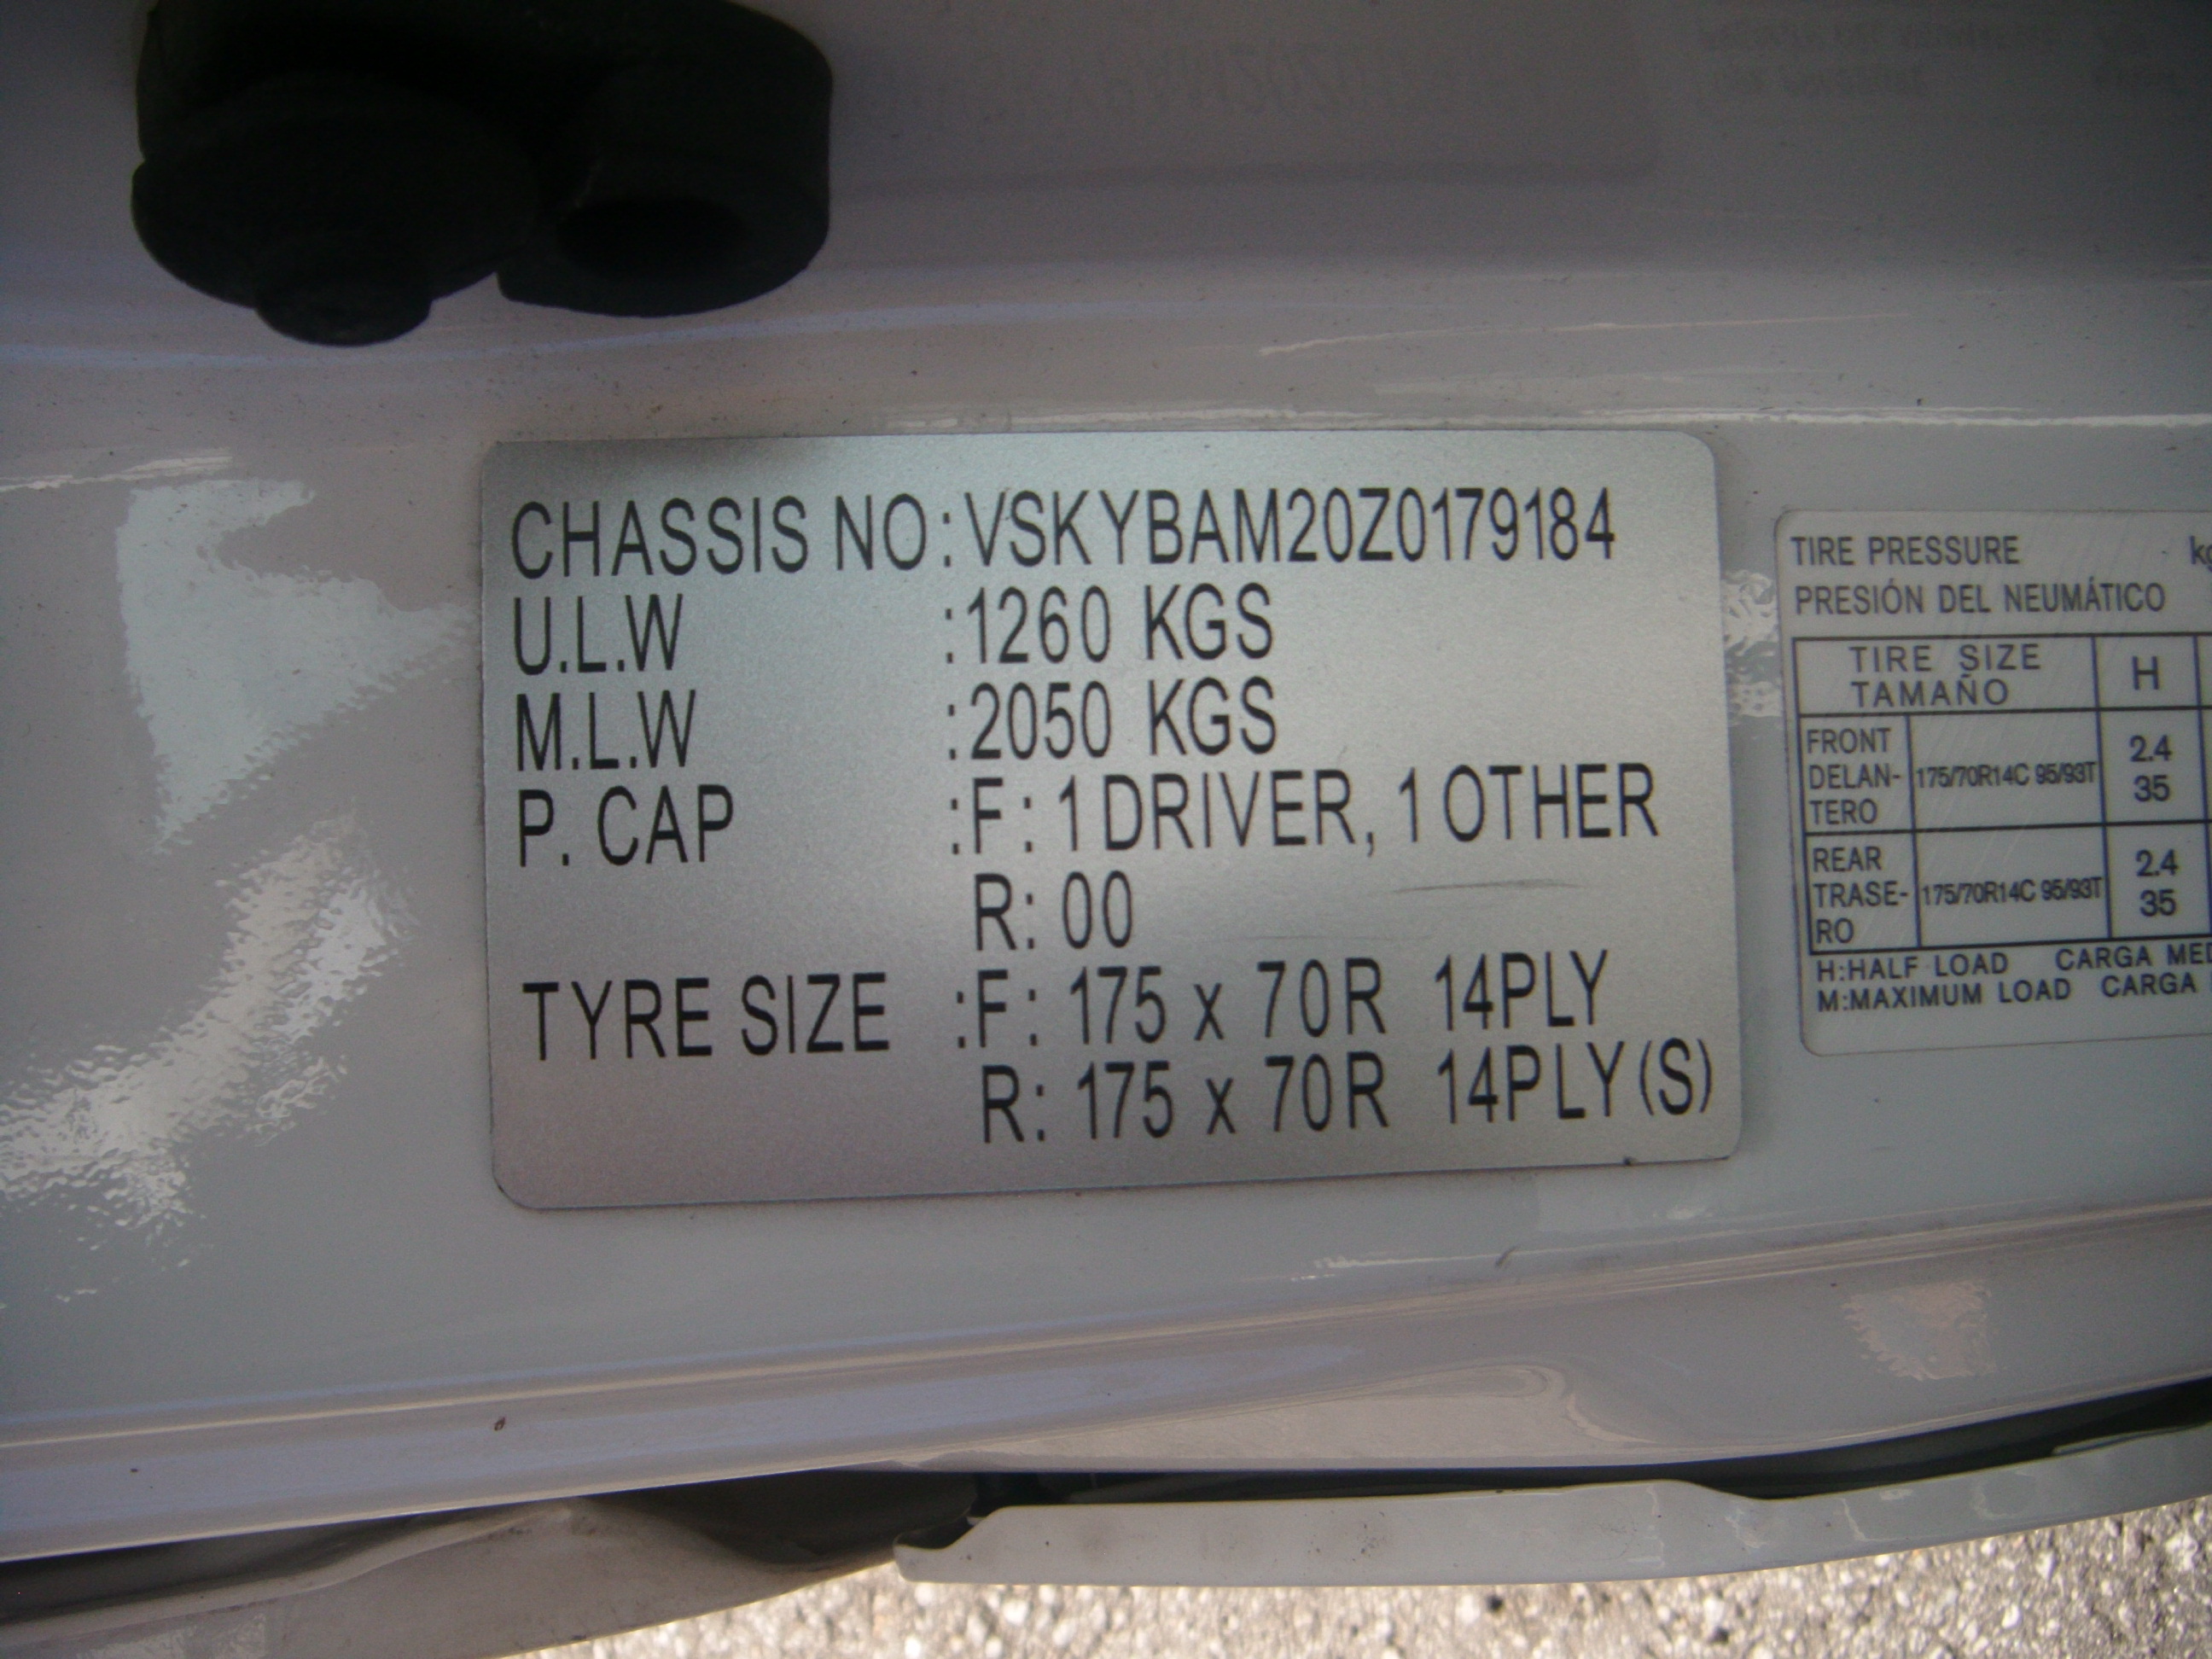 CHASSIS NO:VSKYBAM20Z0179184
U.L.W :1260 KGS
M.L.W :2050 KGS
P. CAP :F: 1 DRIVER, 1 OTHER
R: 00
TYRE SIZE :F: 175 x 70R 14PLY
R: 175 x 70R 14PLY(S)
TIRE PRESSURE
PRESIÓN DEL NEUMÁTICO
TIRE SIZE
TAMAÑO
H
FRONT
DELAN-
TERO
175/70R14C 95/93T
2.4
35
REAR
TRASE-
RO
175/70R14C 95/93T
2.4
35
H:HALF LOAD CARGA
M:MAXIMUM LOAD CARGA